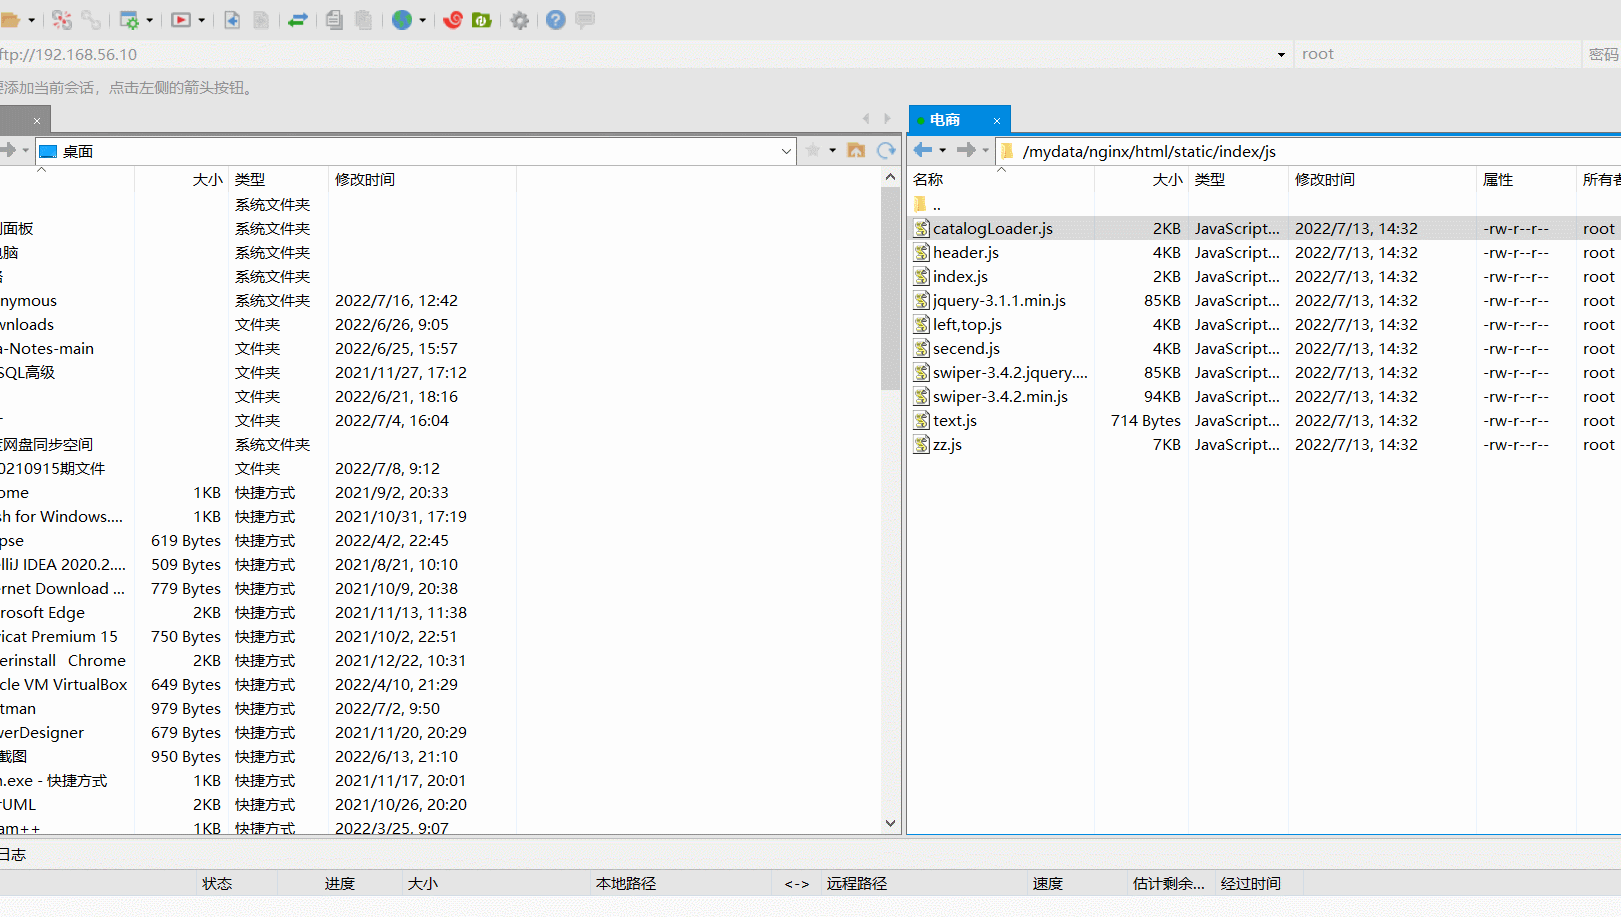 ftp://192.168.56.10 root 密码
要添加当前会话，点击左侧的箭头按钮。
电商
桌面 /mydata/nginx/html/static/index/js
大小 类型 修改时间
系统文件夹
制面板 系统文件夹
电脑 系统文件夹
络 系统文件夹
nymous 系统文件夹 2022/7/16, 12:42
wnloads 文件夹 2022/6/26, 9:05
a-Notes-main 文件夹 2022/6/25, 15:57
SQL高级 文件夹 2021/11/27, 17:12
文件夹 2022/6/21, 18:16
文件夹 2022/7/4, 16:04
度网盘同步空间 系统文件夹
0210915期文件 文件夹 2022/7/8, 9:12
ome 1KB 快捷方式 2021/9/2, 20:33
sh for Windows.... 1KB 快捷方式 2021/10/31, 17:19
pse 619 Bytes 快捷方式 2022/4/2, 22:45
elliJ IDEA 2020.2.... 509 Bytes 快捷方式 2021/8/21, 10:10
ernet Download ... 779 Bytes 快捷方式 2021/10/9, 20:38
rosoft Edge 2KB 快捷方式 2021/11/13, 11:38
vicat Premium 15 750 Bytes 快捷方式 2021/10/2, 22:51
erinstall Chrome 2KB 快捷方式 2021/12/22, 10:31
cle VM VirtualBox 649 Bytes 快捷方式 2022/4/10, 21:29
tman 979 Bytes 快捷方式 2022/7/2, 9:50
werDesigner 679 Bytes 快捷方式 2021/11/20, 20:29
截图 950 Bytes 快捷方式 2022/6/13, 21:10
n.exe - 快捷方式 1KB 快捷方式 2021/11/17, 20:01
rUML 2KB 快捷方式 2021/10/26, 20:20
am++ 1KB 快捷方式 2022/3/25, 9:07
名称 大小 类型 修改时间 属性 所有者
..
catalogLoader.js 2KB JavaScript... 2022/7/13, 14:32 -rw-r--r-- root
header.js 4KB JavaScript... 2022/7/13, 14:32 -rw-r--r-- root
index.js 2KB JavaScript... 2022/7/13, 14:32 -rw-r--r-- root
jquery-3.1.1.min.js 85KB JavaScript... 2022/7/13, 14:32 -rw-r--r-- root
left,top.js 4KB JavaScript... 2022/7/13, 14:32 -rw-r--r-- root
secend.js 4KB JavaScript... 2022/7/13, 14:32 -rw-r--r-- root
swiper-3.4.2.jquery.... 85KB JavaScript... 2022/7/13, 14:32 -rw-r--r-- root
swiper-3.4.2.min.js 94KB JavaScript... 2022/7/13, 14:32 -rw-r--r-- root
text.js 714 Bytes JavaScript... 2022/7/13, 14:32 -rw-r--r-- root
zz.js 7KB JavaScript... 2022/7/13, 14:32 -rw-r--r-- root
日志
状态 进度 大小 本地路径 <-> 远程路径 速度 估计剩余... 经过时间